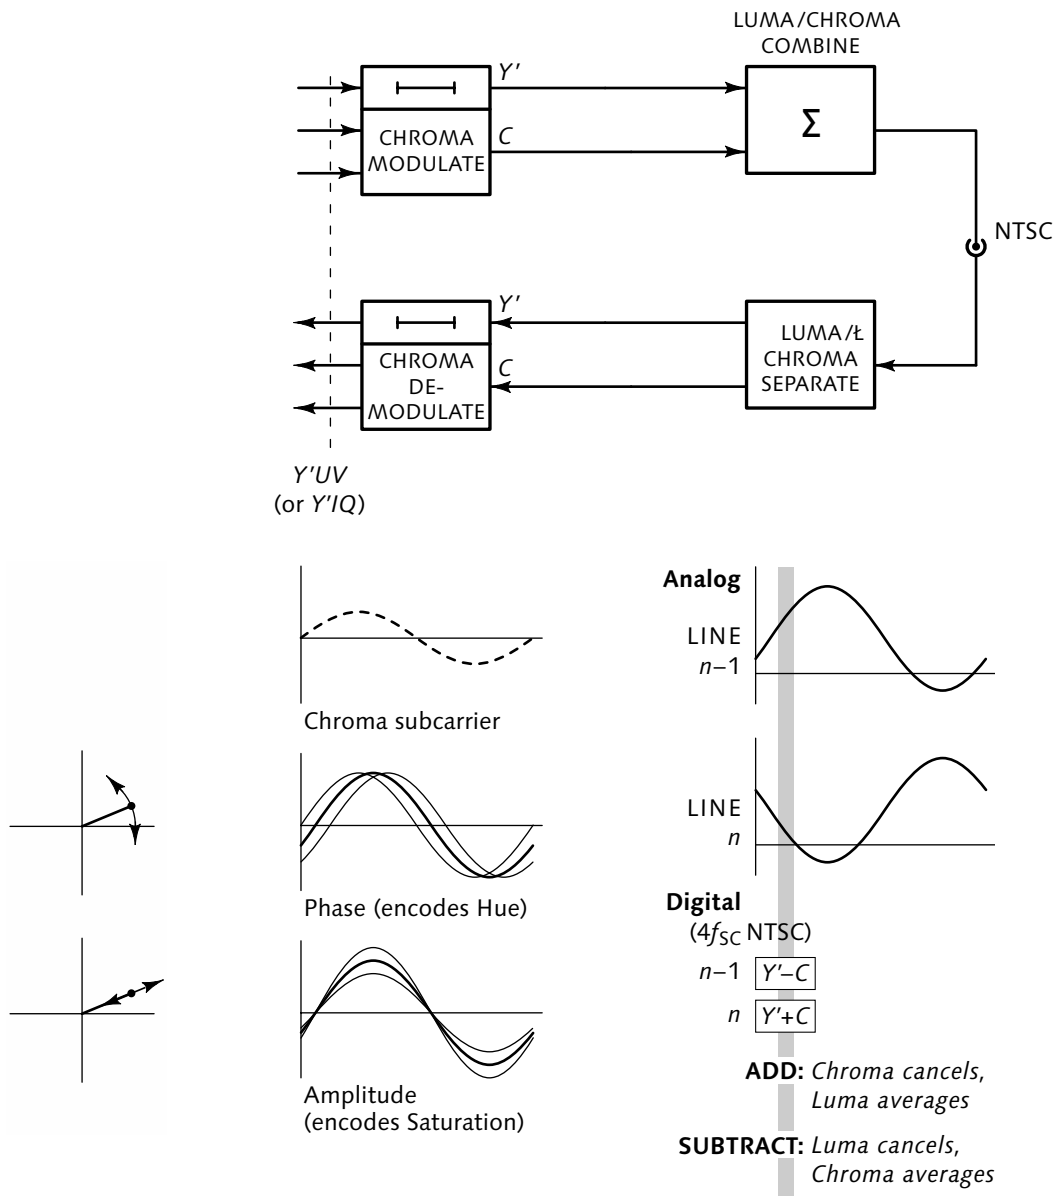 LUMA/CHROMA
COMBINE
Y'
Σ
CHROMA
MODULATE
C
NTSC
Y'
LUMA/Ł
CHROMA
SEPARATE
CHROMA
DE-
MODULATE
C
Y'UV
(or Y'IQ)
Chroma subcarrier
Phase (encodes Hue)
Amplitude
(encodes Saturation)
Analog
LINE
n–1
LINE
n
Digital
(4fSC NTSC)
n–1 Y'–C
n Y'+C
ADD: Chroma cancels,
Luma averages
SUBTRACT: Luma cancels,
Chroma averages